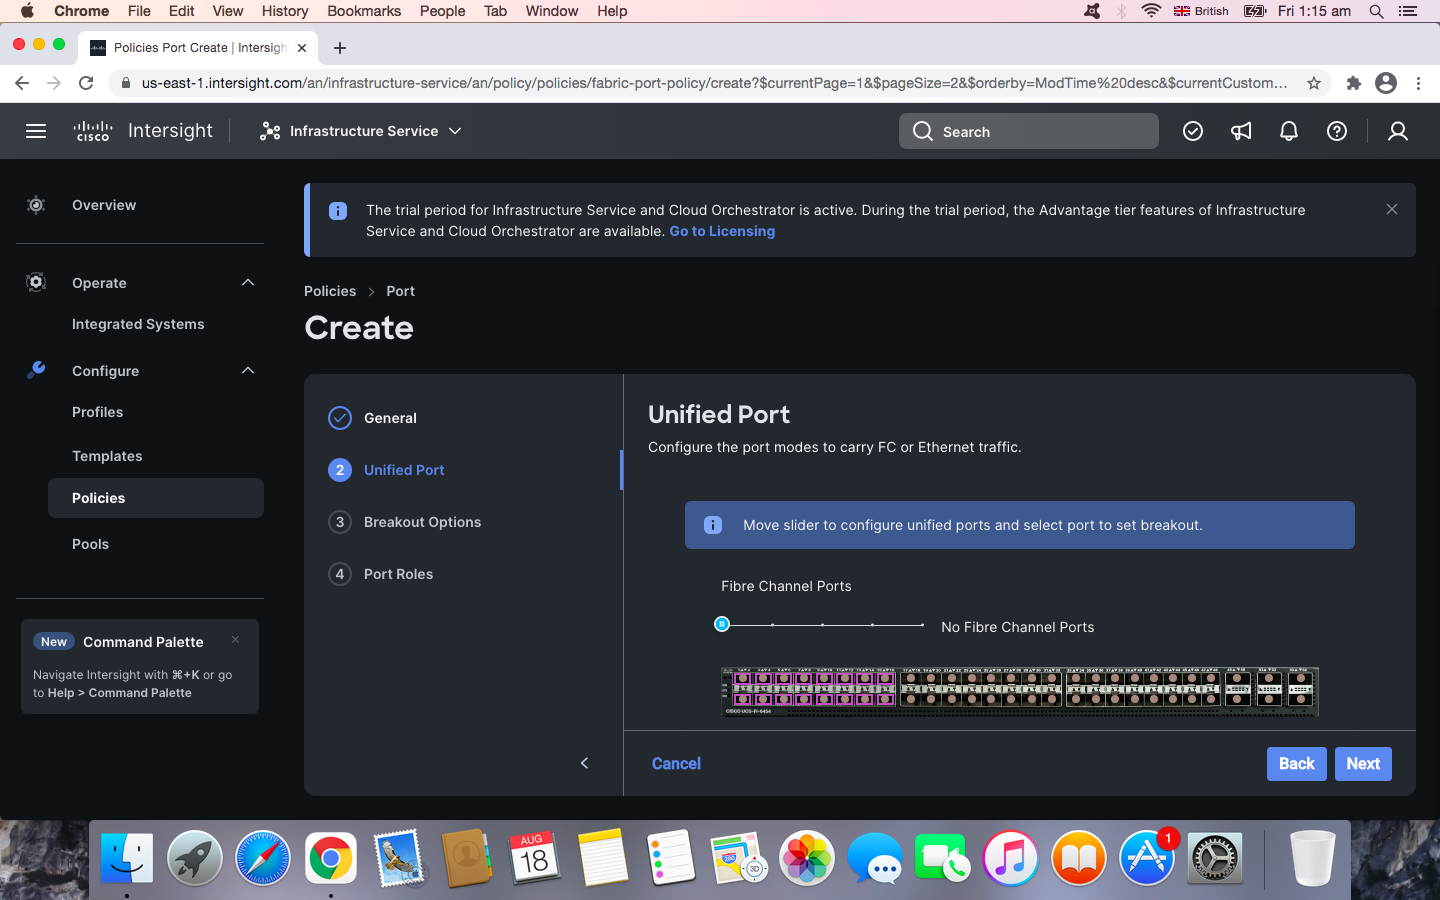 Chrome File Edit View History Bookmarks People Tab Window Help British Fri 1:15 am
Policies Port Create | Intersigh
us-east-1.intersight.com/an/infrastructure-service/an/policy/policies/fabric-port-policy/create?$currentPage=1&$pageSize=2&$orderby=ModTime%20desc&$currentCustom...
CISCO Intersight Infrastructure Service Search
Overview
Operate
Integrated Systems
Configure
Profiles
Templates
Policies
Pools
New Command Palette
Navigate Intersight with ⌘+K or go
to Help > Command Palette
The trial period for Infrastructure Service and Cloud Orchestrator is active. During the trial period, the Advantage tier features of Infrastructure
Service and Cloud Orchestrator are available. Go to Licensing
Policies > Port
Create
General
2 Unified Port
3 Breakout Options
4 Port Roles
Unified Port
Configure the port modes to carry FC or Ethernet traffic.
Move slider to configure unified ports and select port to set breakout.
Fibre Channel Ports
No Fibre Channel Ports
CISCO UCS-FI-6454
Cancel Back Next
AUG
18
280
3D
1